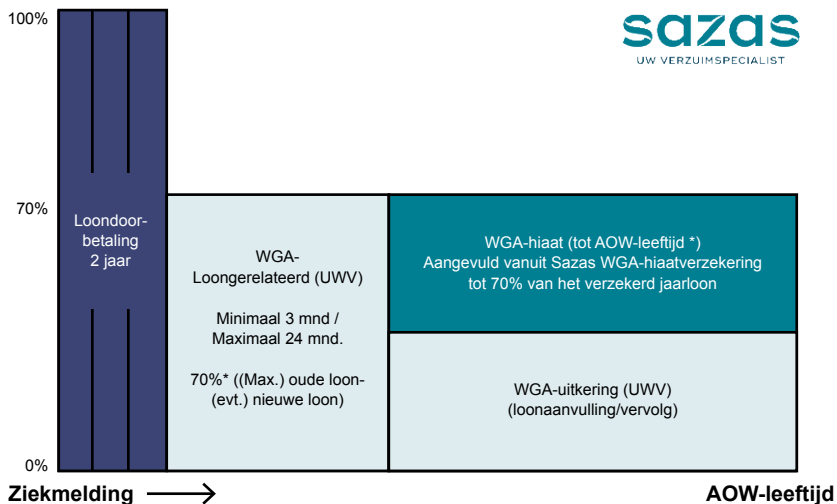 100%
sazas
UW VERZUIMSPECIALIST
70%
Loondoor-
betaling
2 jaar
WGA-
Loongerelateerd (UWV)
Minimaal 3 mnd /
Maximaal 24 mnd.
70%* ((Max.) oude loon-
(evt.) nieuwe loon)
WGA-hiaat (tot AOW-leeftijd *)
Aangevuld vanuit Sazas WGA-hiaatverzekering
tot 70% van het verzekerd jaarloon
WGA-uitkering (UWV)
(loonaanvulling/vervolg)
0%
Ziekmelding
AOW-leeftijd